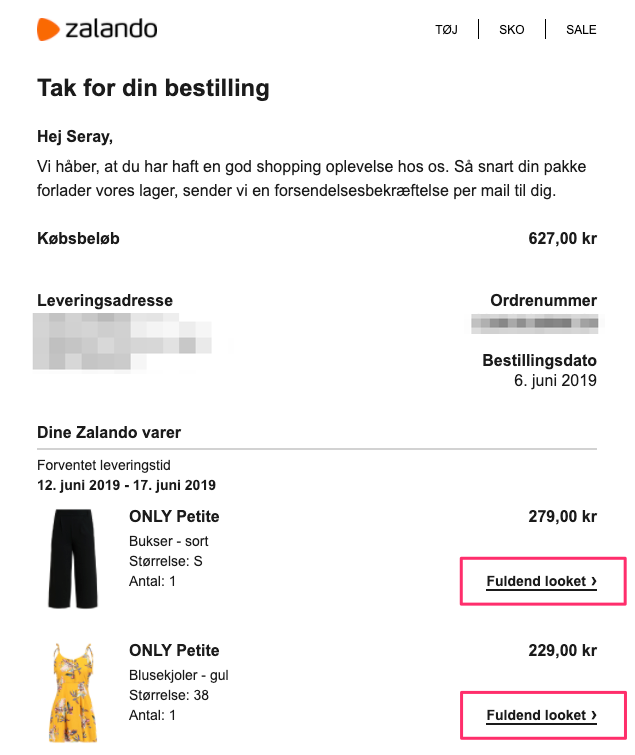 zalando
TØJ SKO SALE
Tak for din bestilling
Hej Seray,
Vi håber, at du har haft en god shopping oplevelse hos os. Så snart din pakke
forlader vores lager, sender vi en forsendelsesbekræftelse per mail til dig.
Købsbeløb 627,00 kr
Leveringsadresse
Ordrenummer
Bestillingsdato
6. juni 2019
Dine Zalando varer
Forventet leveringstid
12. juni 2019 - 17. juni 2019
ONLY Petite 279,00 kr
Bukser - sort
Størrelse: S
Antal: 1
Fuldend looket ›
ONLY Petite 229,00 kr
Blusekjoler - gul
Størrelse: 38
Antal: 1
Fuldend looket ›